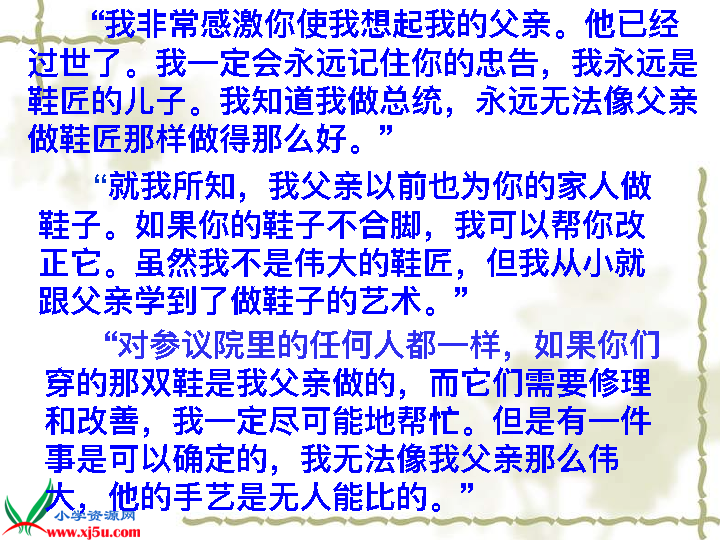 “我非常感激你使我想起我的父亲。他已经
过世了。我一定会永远记住你的忠告，我永远是
鞋匠的儿子。我知道我做总统，永远无法像父亲
做鞋匠那样做得那么好。”
“就我所知，我父亲以前也为你的家人做
鞋子。如果你的鞋子不合脚，我可以帮你改
正它。虽然我不是伟大的鞋匠，但我从小就
跟父亲学到了做鞋子的艺术。”
“对参议院里的任何人都一样，如果你们
穿的那双鞋是我父亲做的，而它们需要修理
和改善，我一定尽可能地帮忙。但是有一件
事是可以确定的，我无法像我父亲那么伟
大，他的手艺是无人能比的。”
小学资源网
www.xj5u.com